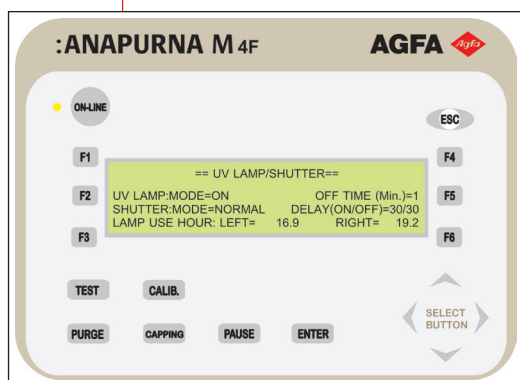 :ANAPURNA M 4F
AGFA Agfa
ON-LINE
ESC
F1
F4
== UV LAMP/SHUTTER==
F2
UV LAMP:MODE=ON OFF TIME (Min.)=1
F5
SHUTTER:MODE=NORMAL DELAY(ON/OFF)=30/30
LAMP USE HOUR: LEFT= 16.9 RIGHT= 19.2
F3
F6
TEST
CALIB.
SELECT
BUTTON
PURGE
CAPPING
PAUSE
ENTER